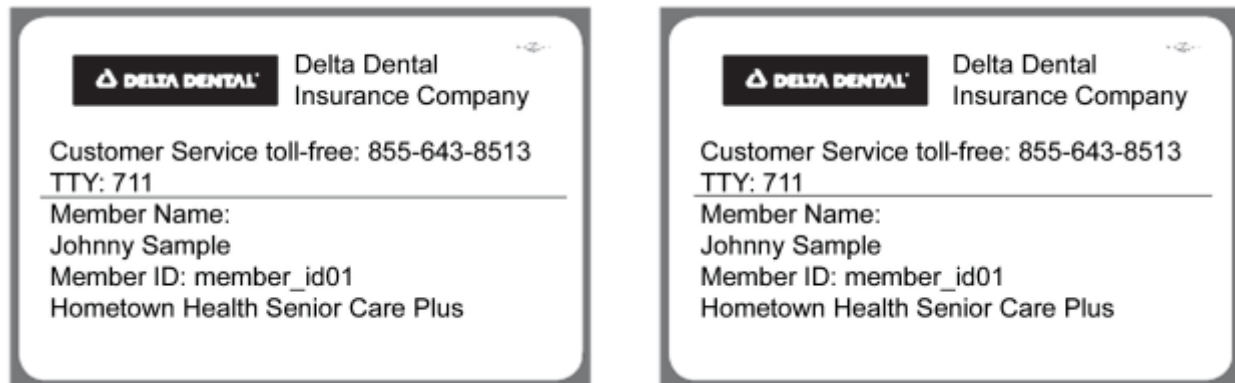 DELTA DENTAL
Delta Dental
Insurance Company
Customer Service toll-free: 855-643-8513
TTY: 711
Member Name:
Johnny Sample
Member ID: member_id01
Hometown Health Senior Care Plus
DELTA DENTAL
Delta Dental
Insurance Company
Customer Service toll-free: 855-643-8513
TTY: 711
Member Name:
Johnny Sample
Member ID: member_id01
Hometown Health Senior Care Plus